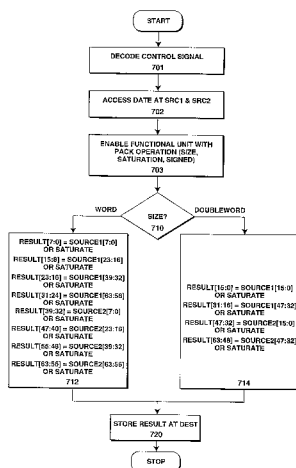 START
DECODE CONTROL SIGNAL
701
ACCESS DATE AT SRC1 & SRC2
702
ENABLE FUNCTIONAL UNIT WITH
PACK OPERATION (SIZE,
SATURATION, SIGNED)
703
WORD
SIZE?
710
DOUBLEWORD
RESULT[7:0] = SOURCE1[7:0]
OR SATURATE
RESULT[15:8] = SOURCE1[23:16]
OR SATURATE
RESULT[23:16] = SOURCE1[39:32]
OR SATURATE
RESULT[31:24] = SOURCE1[63:56]
OR SATURATE
RESULT[39:32] = SOURCE2[7:0]
OR SATURATE
RESULT[47:40] = SOURCE2[23:16]
OR SATURATE
RESULT[55:48] = SOURCE2[39:32]
OR SATURATE
RESULT[63:56] = SOURCE2[63:56]
OR SATURATE
712
RESULT[15:0] = SOURCE1[15:0]
OR SATURATE
RESULT[31:16] = SOURCE1[47:32]
OR SATURATE
RESULT[47:32] = SOURCE2[15:0]
OR SATURATE
RESULT[63:48] = SOURCE2[47:32]
OR SATURATE
714
STORE RESULT AT DEST
720
STOP